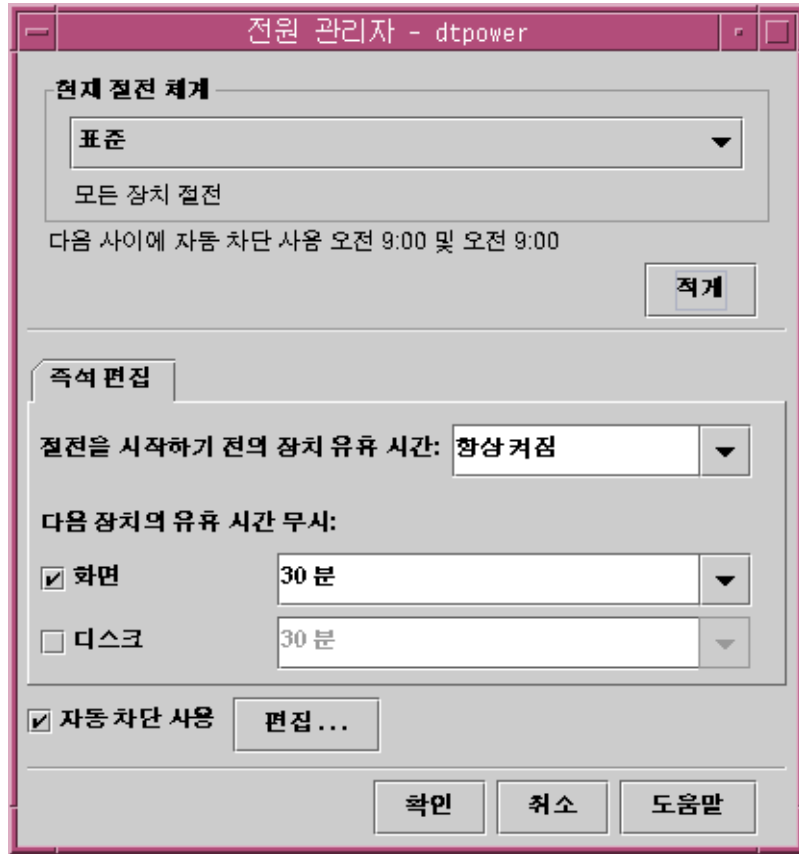 전원 관리자 - dtpower
현재 절전 체계
표준
모든 장치 절전
다음 사이에 자동 차단 사용 오전 9:00 및 오전 9:00
적게
즉석 편집
절전을 시작하기 전의 장치 유휴 시간: 항상 켜짐
다음 장치의 유휴 시간 무시:
화면 30 분
디스크 30 분
자동 차단 사용 편집...
확인 취소 도움말